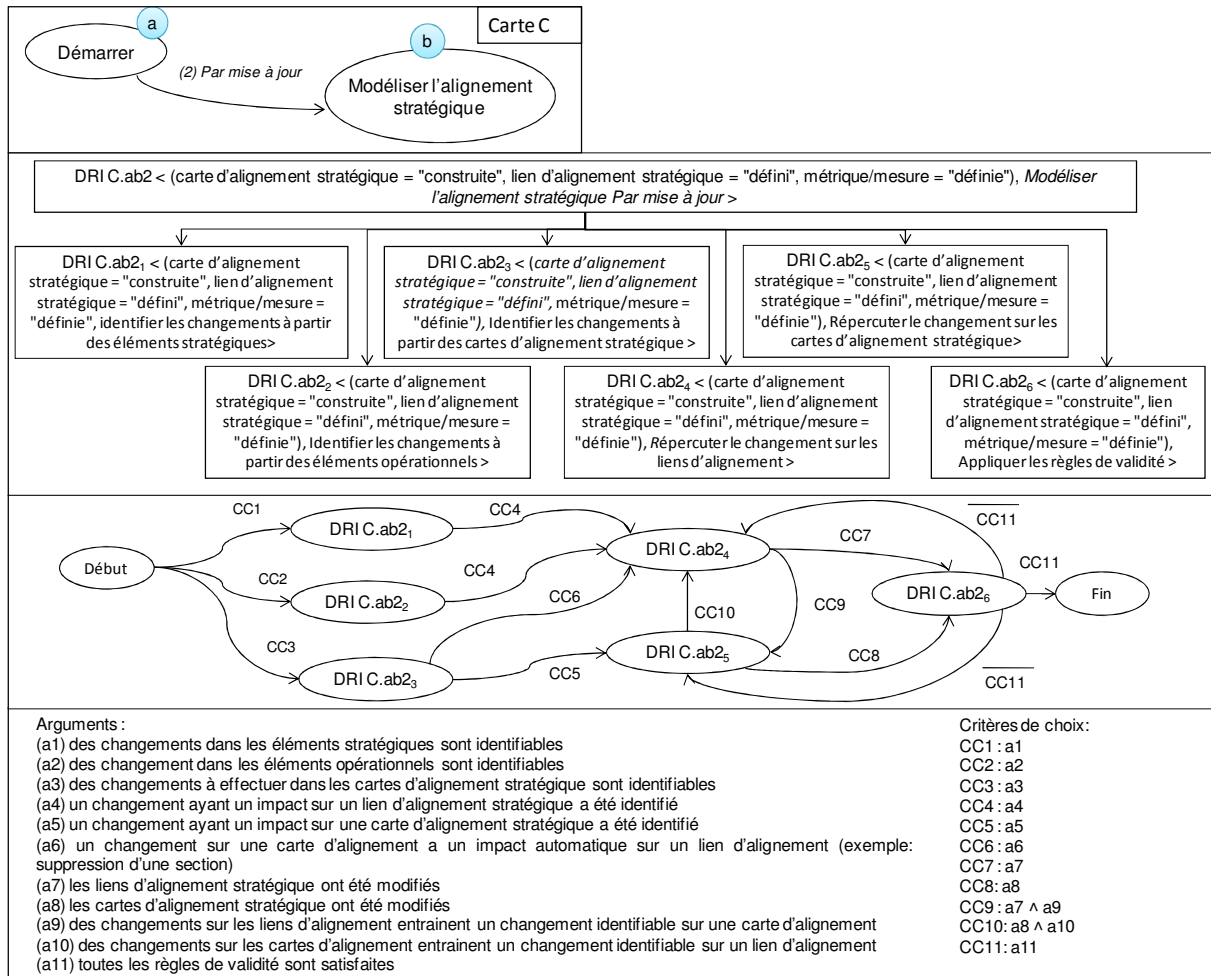 a
Carte C
Démarrer
b
(2) Par mise à jour
Modéliser l'alignement
stratégique
DRI C.ab2 < (carte d'alignement stratégique = "construite", lien d'alignement stratégique = "défini", métrique/mesure = "définie"), Modéliser
l'alignement stratégique Par mise à jour >
DRI C.ab2₁ < (carte d'alignement
stratégique = "construite", lien d'alignement
stratégique = "défini", métrique/mesure =
"définie", identifier les changements à partir
des éléments stratégiques>
DRI C.ab2₃ < (carte d'alignement
stratégique = "construite", lien d'alignement
stratégique = "défini", métrique/mesure =
"définie"), Identifier les changements à
partir des cartes d'alignement stratégique >
DRI C.ab2₅ < (carte d'alignement
stratégique = "construite", lien d'alignement
stratégique = "défini", métrique/mesure =
"définie"), Répercuter le changement sur les
cartes d'alignement stratégique>
DRI C.ab2₂ < (carte d'alignement
stratégique = "construite", lien d'alignement
stratégique = "défini", métrique/mesure =
"définie"), Identifier les changements à
partir des éléments opérationnels >
DRI C.ab2₄ < (carte d'alignement
stratégique = "construite", lien d'alignement
stratégique = "défini", métrique/mesure =
"définie"), Répercuter le changement sur les
liens d'alignement >
DRI C.ab2₆ < (carte d'alignement
stratégique = "construite", lien
d'alignement stratégique = "défini",
métrique/mesure = "définie"),
Appliquer les règles de validité >
CC1
DRI C.ab2₁
CC4
CC11
Début
CC2
DRI C.ab2₂
CC4
DRI C.ab2₄
CC7
CC11
CC6
DRI C.ab2₆
Fin
CC3
CC10
CC9
DRI C.ab2₃
CC5
DRI C.ab2₅
CC8
CC11
Arguments :
(a1) des changements dans les éléments stratégiques sont identifiables
(a2) des changement dans les éléments opérationnels sont identifiables
(a3) des changements à effectuer dans les cartes d'alignement stratégique sont identifiables
(a4) un changement ayant un impact sur un lien d'alignement stratégique a été identifié
(a5) un changement ayant un impact sur une carte d'alignement stratégique a été identifié
(a6) un changement sur une carte d'alignement a un impact automatique sur un lien d'alignement (exemple:
suppression d'une section)
(a7) les liens d'alignement stratégique ont été modifiés
(a8) les cartes d'alignement stratégique ont été modifiés
(a9) des changements sur les liens d'alignement entrainent un changement identifiable sur une carte d'alignement
(a10) des changements sur les cartes d'alignement entrainent un changement identifiable sur un lien d'alignement
(a11) toutes les règles de validité sont satisfaites
Critères de choix:
CC1 : a1
CC2 : a2
CC3 : a3
CC4 : a4
CC5 : a5
CC6 : a6
CC7 : a7
CC8: a8
CC9 : a7 ∧ a9
CC10: a8 ∧ a10
CC11: a11